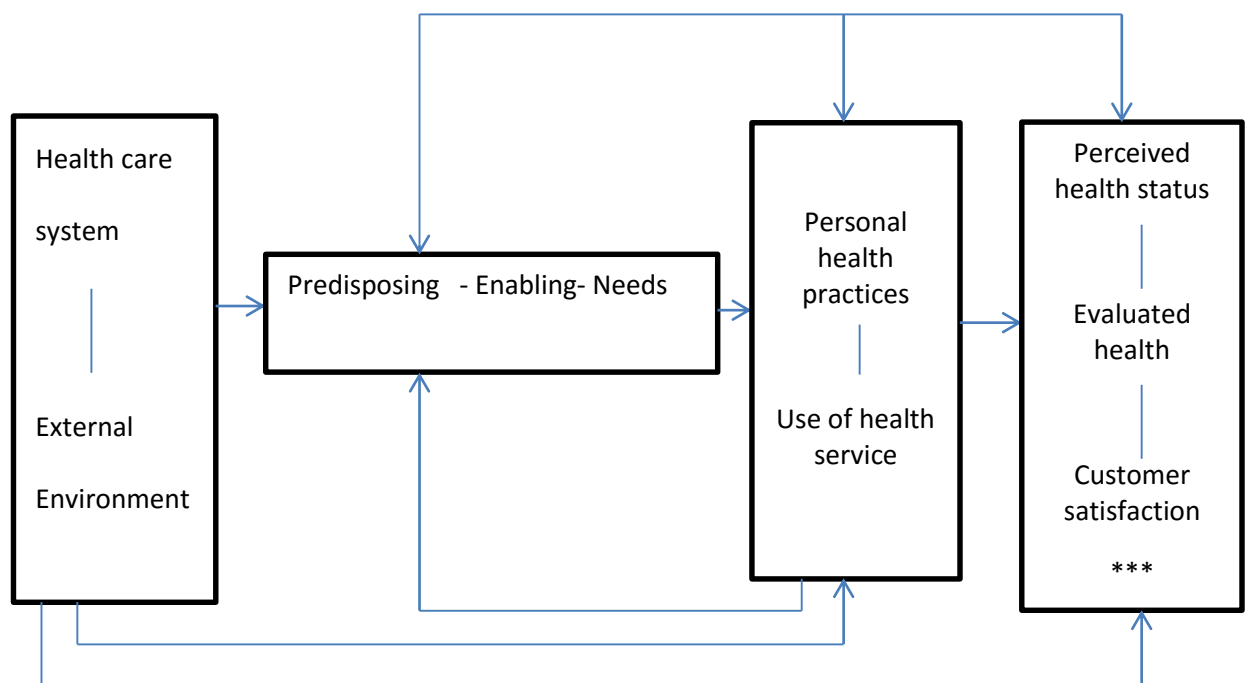 Health care
system
External
Environment
Predisposing - Enabling- Needs
Personal
health
practices
Use of health
service
Perceived
health status
Evaluated
health
Customer
satisfaction
***